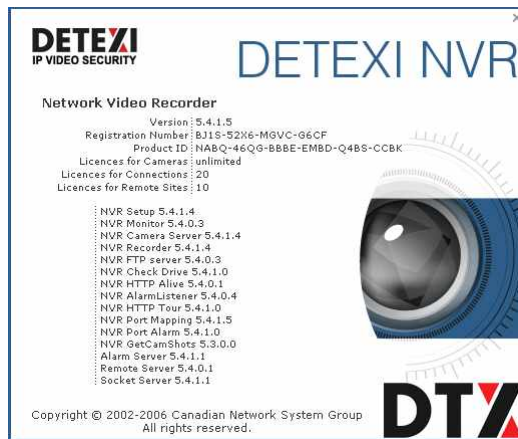 DETEXI
IP VIDEO SECURITY
DETEXI NVR
Network Video Recorder
Version 5.4.1.5
Registration Number BJ1S-52X6-MGVC-G6CF
Product ID NABQ-46QG-BBBE-EMBD-Q4BS-CCBK
Licences for Cameras unlimited
Licences for Connections 20
Licences for Remote Sites 10
NVR Setup 5.4.1.4
NVR Monitor 5.4.0.3
NVR Camera Server 5.4.1.4
NVR Recorder 5.4.1.4
NVR FTP server 5.4.0.3
NVR Check Drive 5.4.1.0
NVR HTTP Alive 5.4.0.1
NVR AlarmListener 5.4.0.4
NVR HTTP Tour 5.4.1.0
NVR Port Mapping 5.4.1.5
NVR Port Alarm 5.4.1.0
NVR GetCamShots 5.3.0.0
Alarm Server 5.4.1.1
Remote Server 5.4.0.1
Socket Server 5.4.1.1
Copyright © 2002-2006 Canadian Network System Group
All rights reserved.
DTX